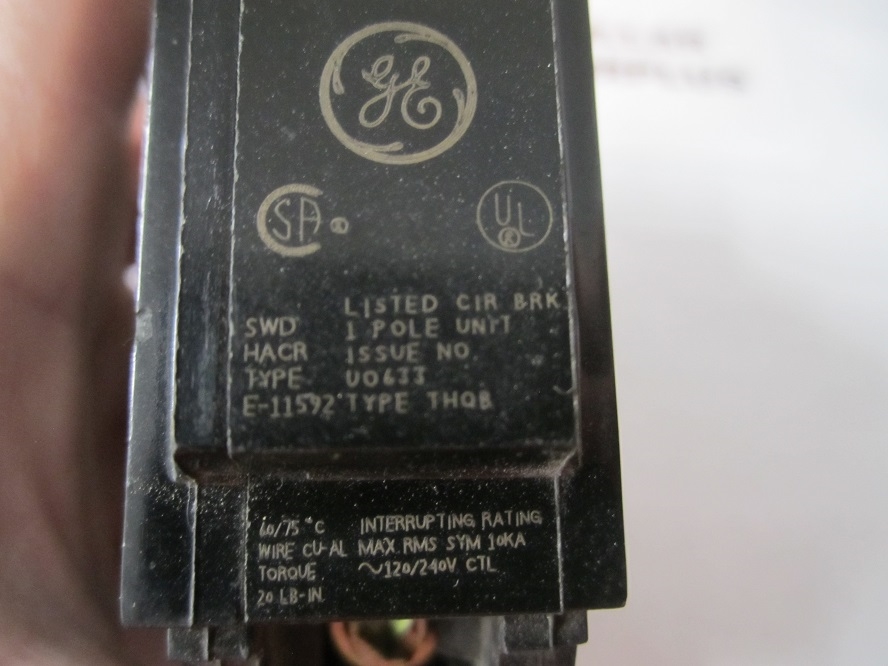 GE
SA ®
UL ®
LISTED CIR BRK
SWD 1 POLE UNIT
HACR ISSUE NO.
TYPE UO633
E-11592 TYPE THQB
60/75 °C INTERRUPTING RATING
WIRE CU-AL MAX. RMS SYM 10KA
TORQUE ~120/240V CTL
20 LB-IN.